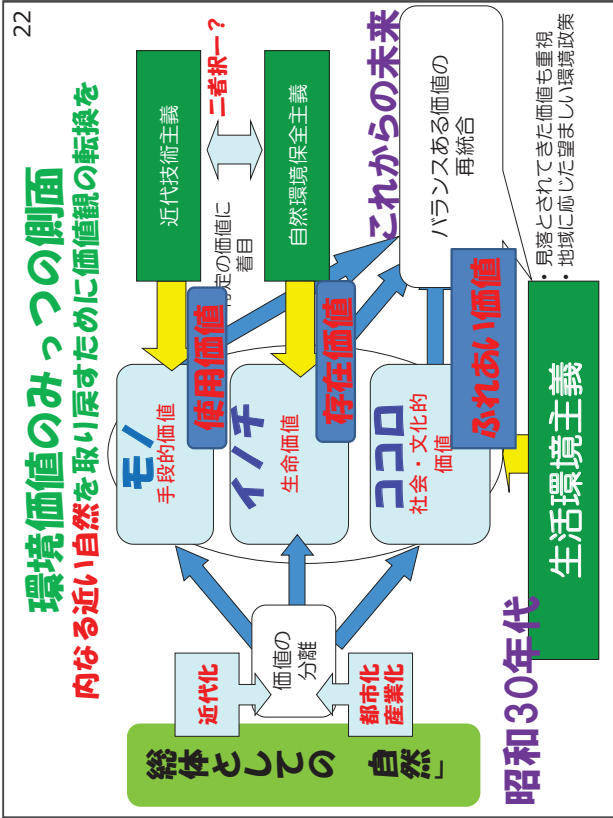 22
環境価値のみっつの側面
内なる近い自然を取り戻すために価値観の転換を
総体としての
自然」
近代化
都市化
産業化
価値の
分離
モノ
手段的価値
イノチ
生命価値
ココロ
社会・文化的
価値
使用価値
存在価値
ふれあい価値
定の価値に
着目
近代技術主義
二者択一?
自然環境保全主義
これからの未来
バランスある価値の
再統合
昭和30年代
生活環境主義
・見落とされてきた価値も重視
・地域に応じた望ましい環境政策